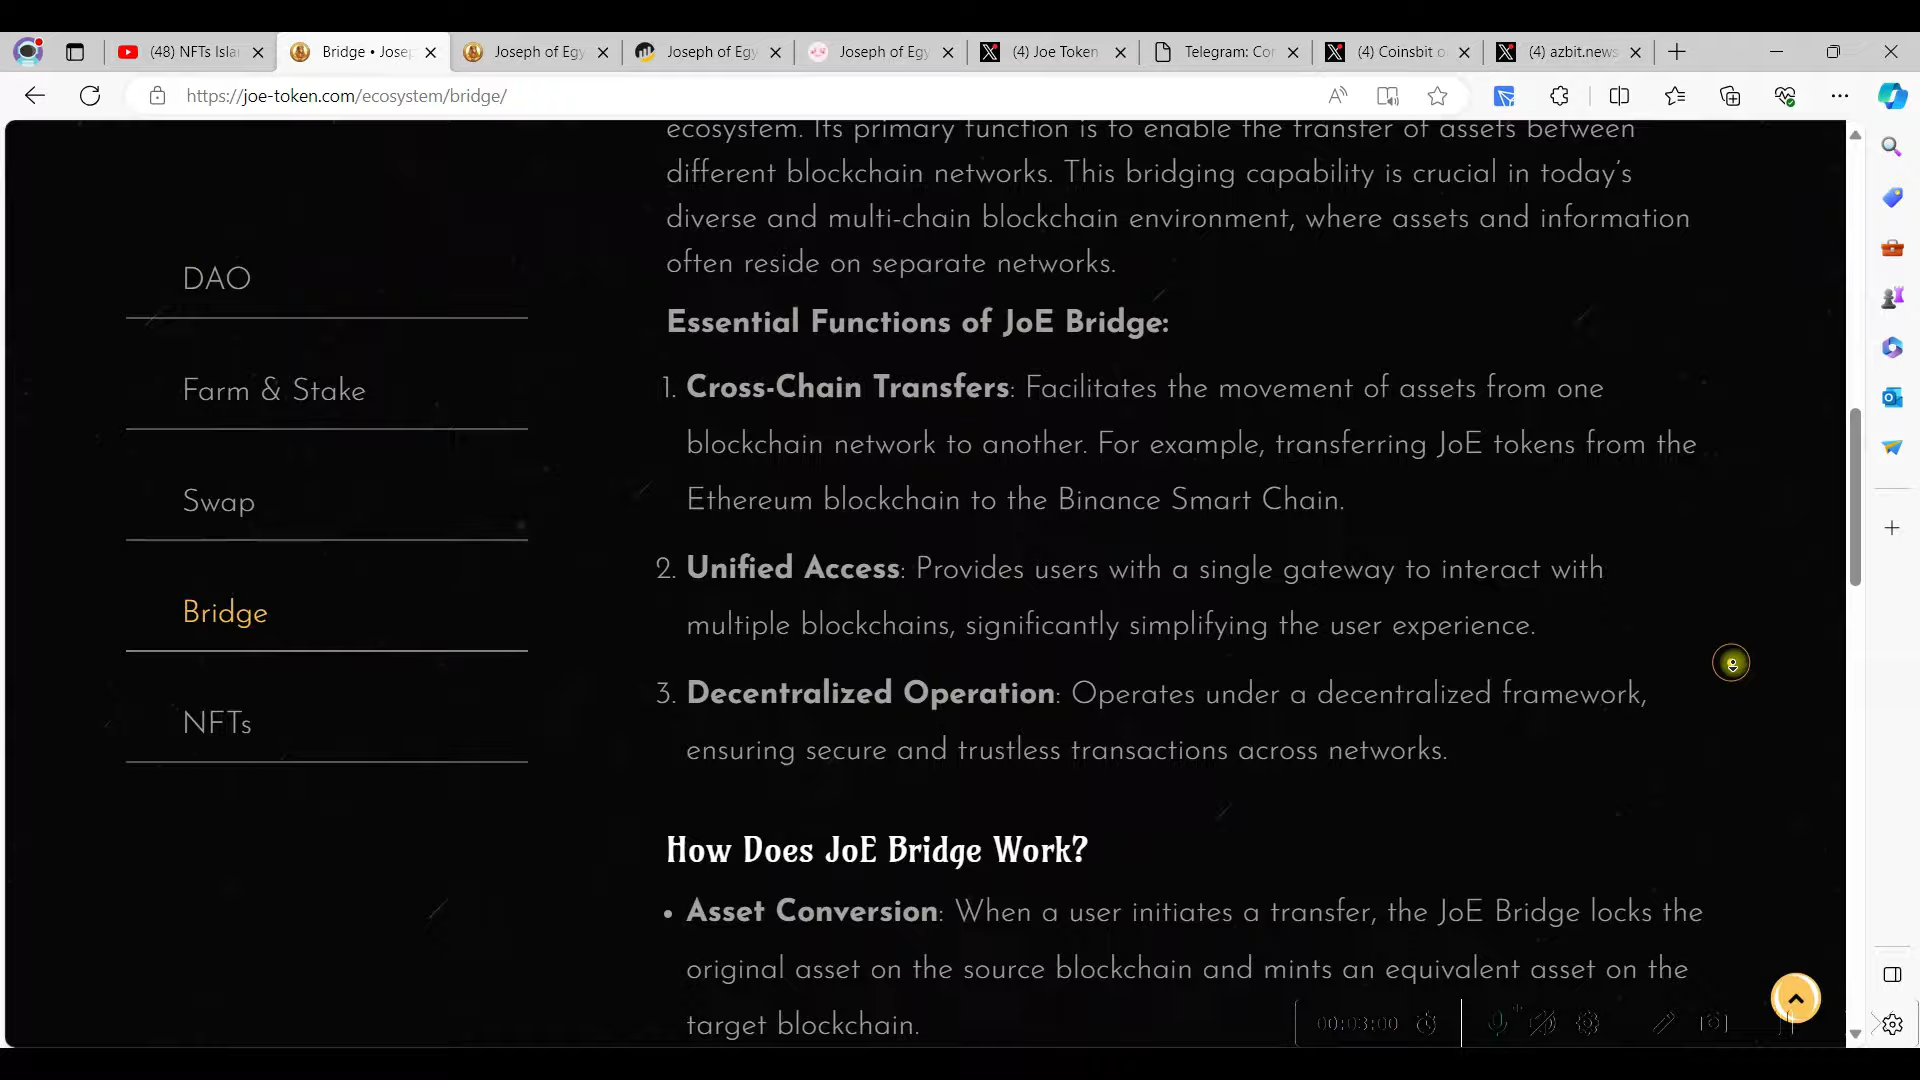 (48) NFTs Isla
Bridge • Josep
Joseph of Egy
Joseph of Egy
Joseph of Egy
(4) Joe Token
Telegram: Con
(4) Coinsbit o
(4) azbit.news
https://joe-token.com/ecosystem/bridge/
ecosystem. Its primary function is to enable the transfer of assets between
different blockchain networks. This bridging capability is crucial in today's
diverse and multi-chain blockchain environment, where assets and information
often reside on separate networks.
DAO
Farm & Stake
Swap
Bridge
NFTs
Essential Functions of JoE Bridge:
1. Cross-Chain Transfers: Facilitates the movement of assets from one
blockchain network to another. For example, transferring JoE tokens from the
Ethereum blockchain to the Binance Smart Chain.
2. Unified Access: Provides users with a single gateway to interact with
multiple blockchains, significantly simplifying the user experience.
3. Decentralized Operation: Operates under a decentralized framework,
ensuring secure and trustless transactions across networks.
How Does JoE Bridge Work?
• Asset Conversion: When a user initiates a transfer, the JoE Bridge locks the
original asset on the source blockchain and mints an equivalent asset on the
target blockchain.
00:03:00